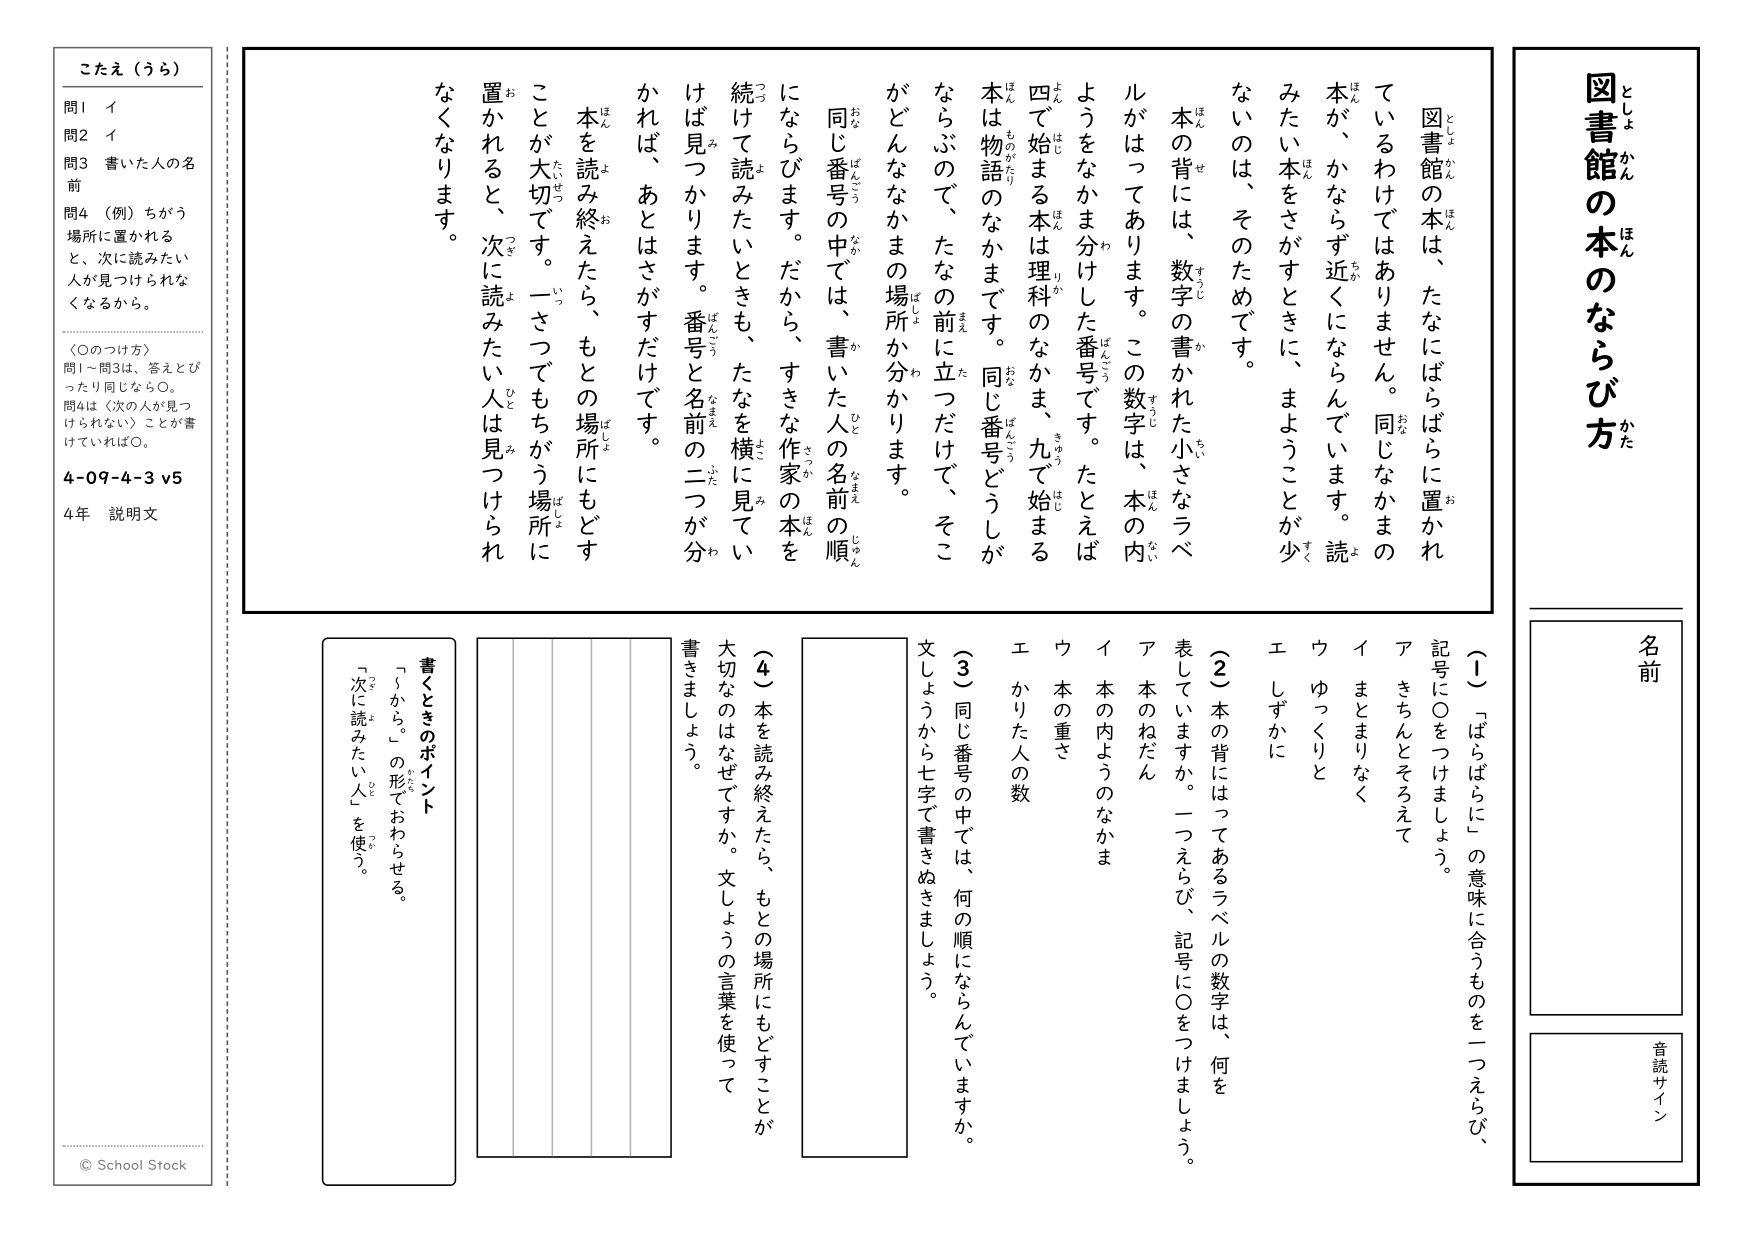 図書館の本のならび方
としょ かん ほん かた
名前
音読サイン
図書館の本は、たなにばらばらに置かれ
ているわけではありません。同じなかまの
本が、かならず近くにならんでいます。読
みたい本をさがすときに、まようことが少
ないのは、そのためです。
本の背には、数字の書かれた小さなラベ
ルがはってあります。この数字は、本の内
ようをなかま分けした番号です。たとえば
四で始まる本は理科のなかま、九で始まる
本は物語のなかまです。同じ番号どうしが
ならぶので、たなの前に立つだけで、そこ
がどんななかまの場所か分かります。
同じ番号の中では、書いた人の名前の順
にならびます。だから、すきな作家の本を
続けて読みたいときも、たなを横に見てい
けば見つかります。番号と名前の二つが分
かれば、あとはさがすだけです。
本を読み終えたら、もとの場所にもどす
ことが大切です。一さつでもちがう場所に
置かれると、次に読みたい人は見つけられ
なくなります。
（1）「ばらばらに」の意味に合うものを一つえらび、
記号に○をつけましょう。
ア きちんとそろえて
イ まとまりなく
ウ ゆっくりと
エ しずかに
（2）本の背にはってあるラベルの数字は、何を
表していますか。一つえらび、記号に○をつけましょう。
ア 本のねだん
イ 本の内ようのなかま
ウ 本の重さ
エ かりた人の数
（3）同じ番号の中では、何の順にならんでいますか。
文しょうから七字で書きぬきましょう。
（4）本を読み終えたら、もとの場所にもどすことが
大切なのはなぜですか。文しょうの言葉を使って
書きましょう。
書くときのポイント
「〜から。」の形でおわらせる。
「次に読みたい人」を使う。
こたえ（うら）
問1 イ
問2 イ
問3 書いた人の名
前
問4 （例）ちがう
場所に置かれる
と、次に読みたい
人が見つけられな
くなるから。
〈○のつけ方〉
問1〜問3は、答えとぴ
ったり同じなら○。
問4は〈次の人が見つ
けられない〉ことが書
けていれば○。
4-09-4-3 v5
4年 説明文
© School Stock